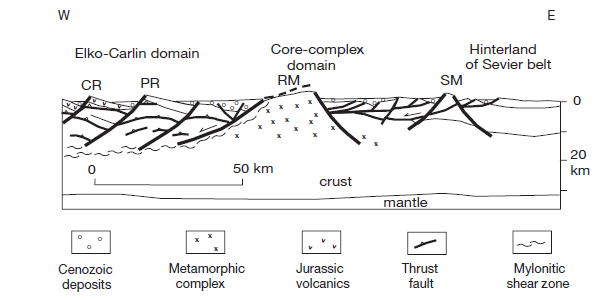 W E
Elko-Carlin domain
Core-complex
domain
Hinterland
of Sevier belt
CR PR RM SM
0
20
km
0 50 km
crust
mantle
Cenozoic
deposits
Metamorphic
complex
Jurassic
volcanics
Thrust
fault
Mylonitic
shear zone